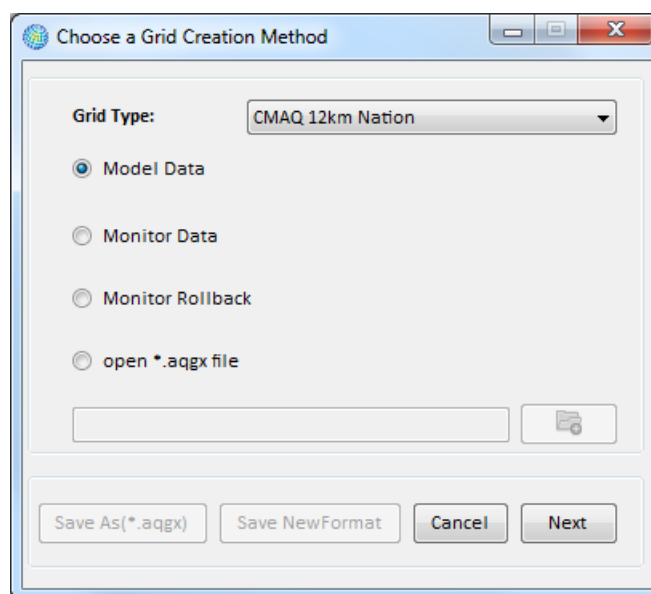 Choose a Grid Creation Method
Grid Type: CMAQ 12km Nation
Model Data
Monitor Data
Monitor Rollback
open *.aqgx file
Save As(*.aqgx) Save NewFormat Cancel Next